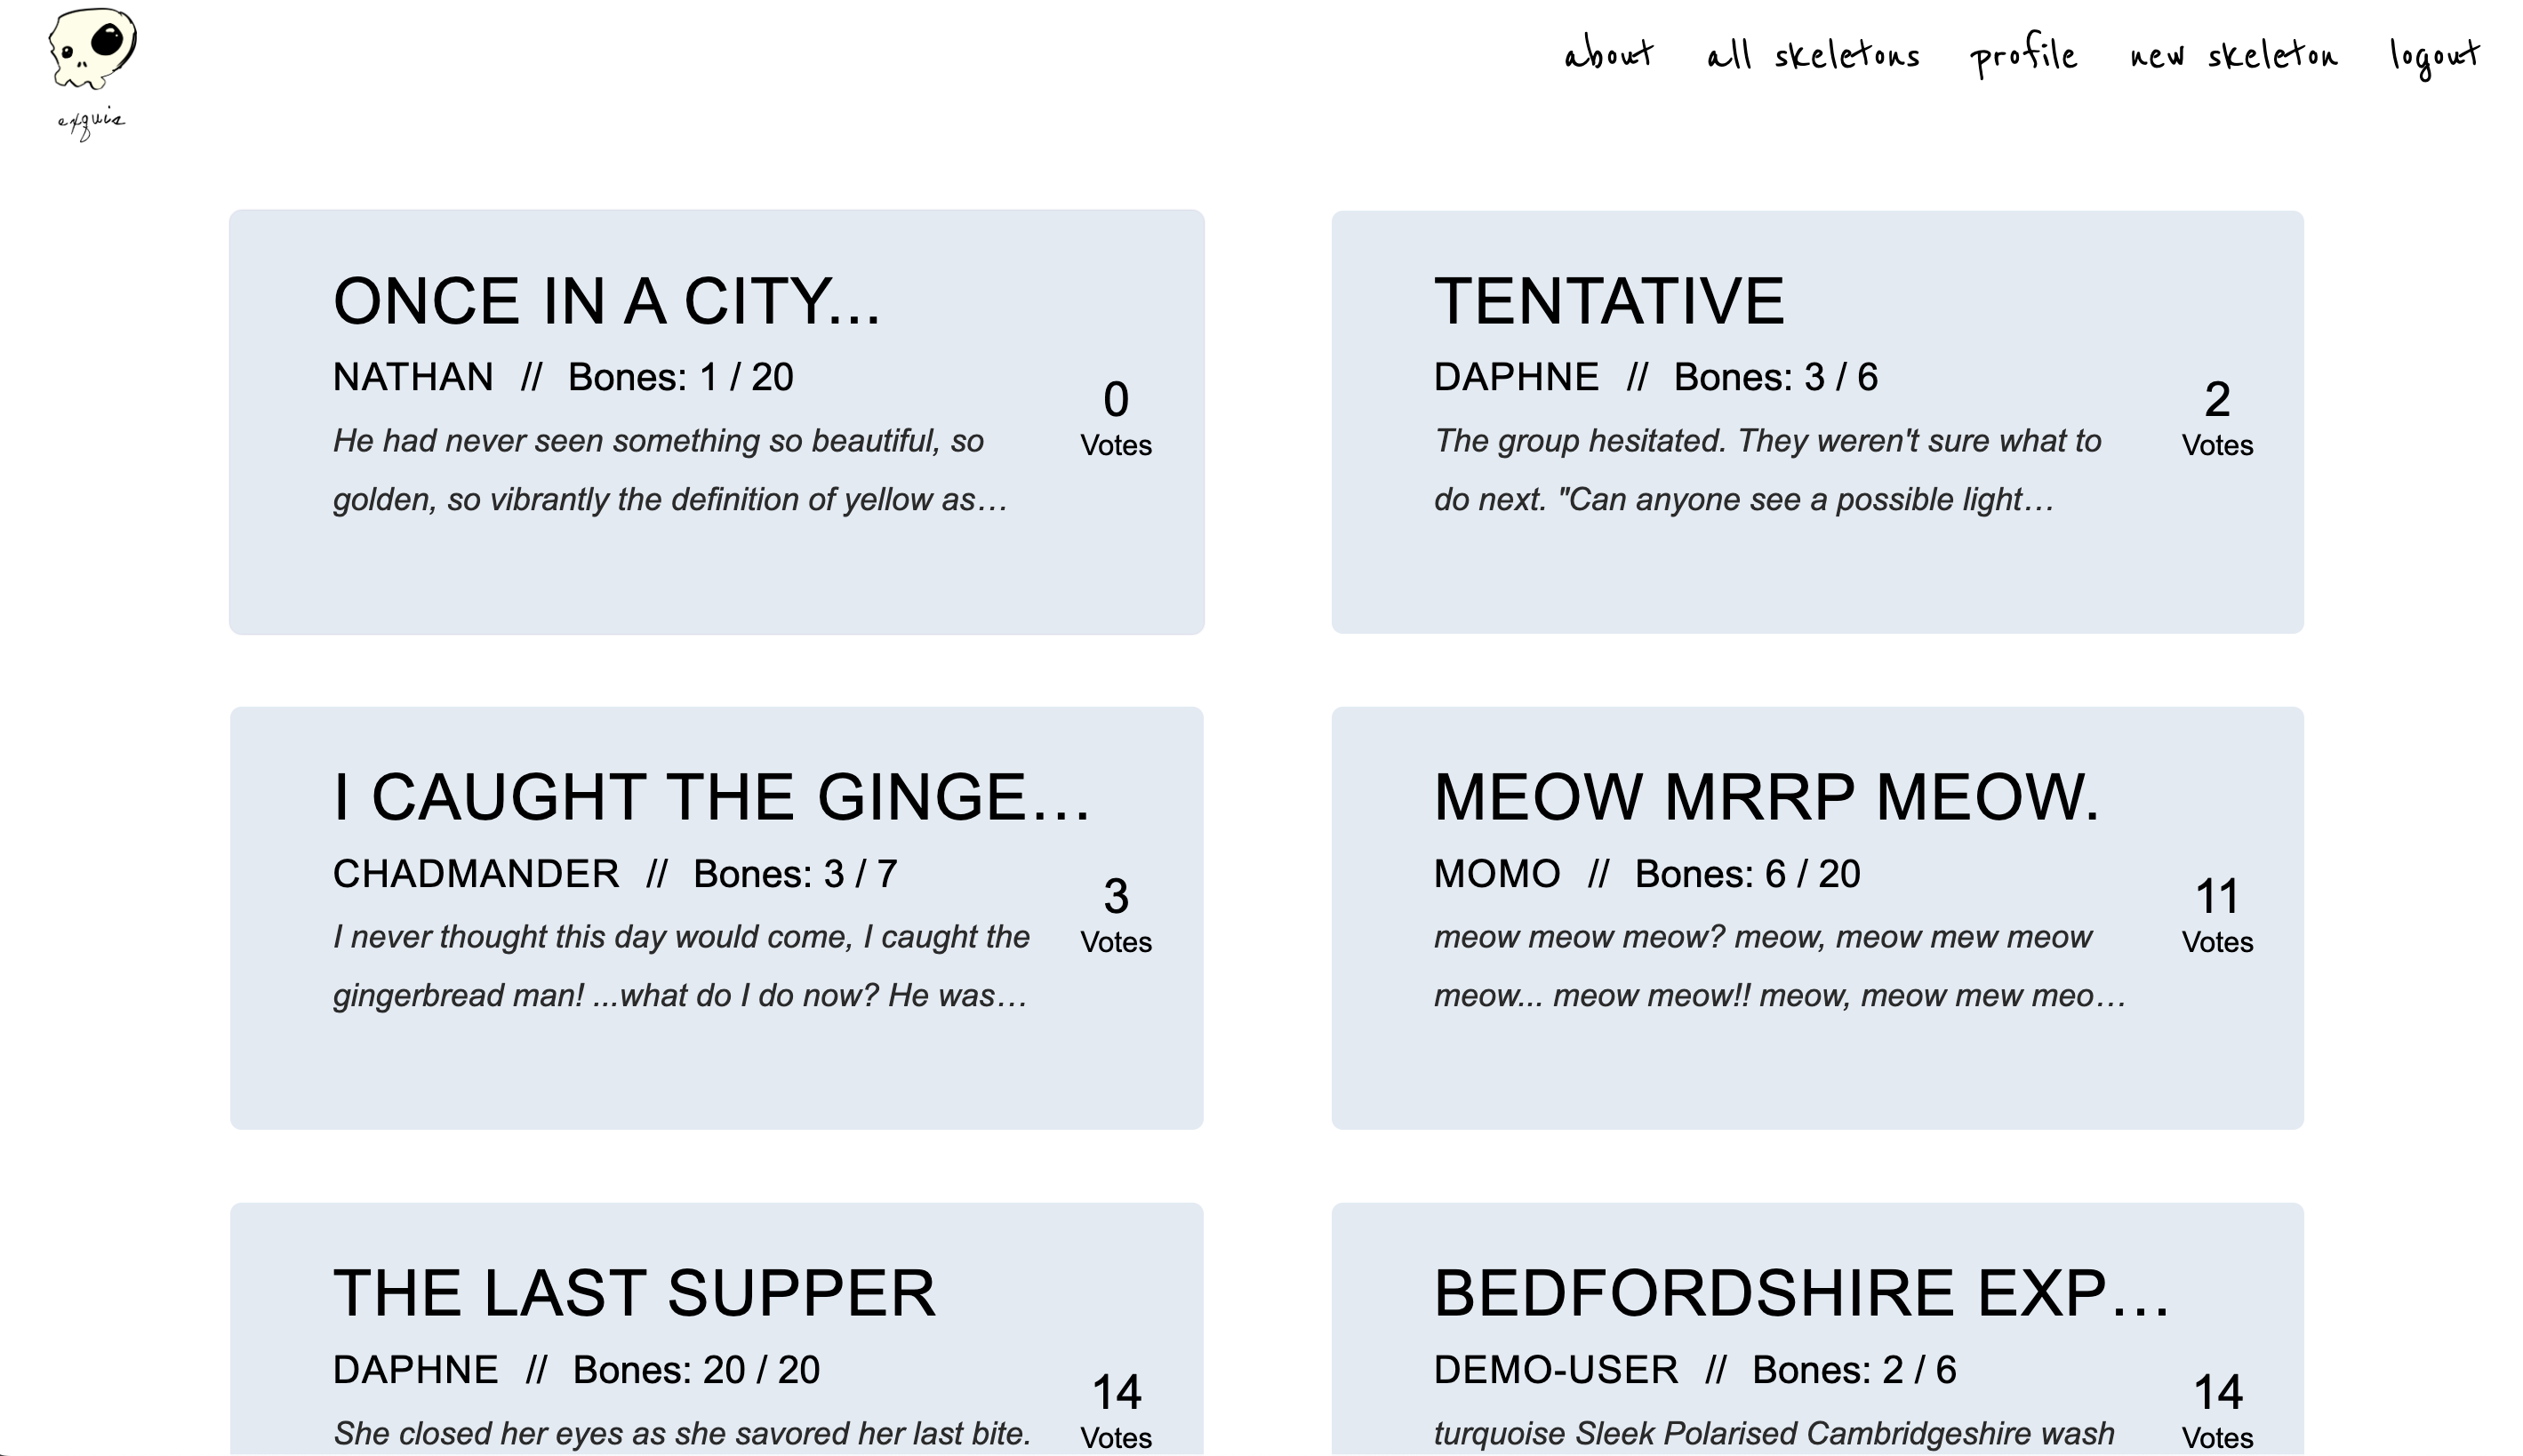 exquis
about all skeletons profile new skeleton logout
ONCE IN A CITY...
NATHAN // Bones: 1 / 20
He had never seen something so beautiful, so
golden, so vibrantly the definition of yellow as…
0
Votes
TENTATIVE
DAPHNE // Bones: 3 / 6
The group hesitated. They weren't sure what to
do next. "Can anyone see a possible light…
2
Votes
I CAUGHT THE GINGE…
CHADMANDER // Bones: 3 / 7
I never thought this day would come, I caught the
gingerbread man! ...what do I do now? He was…
3
Votes
MEOW MRRP MEOW.
MOMO // Bones: 6 / 20
meow meow meow? meow, meow mew meow
meow... meow meow!! meow, meow mew meo…
11
Votes
THE LAST SUPPER
DAPHNE // Bones: 20 / 20
She closed her eyes as she savored her last bite.
14
Votes
BEDFORDSHIRE EXP…
DEMO-USER // Bones: 2 / 6
turquoise Sleek Polarised Cambridgeshire wash
14
Votes